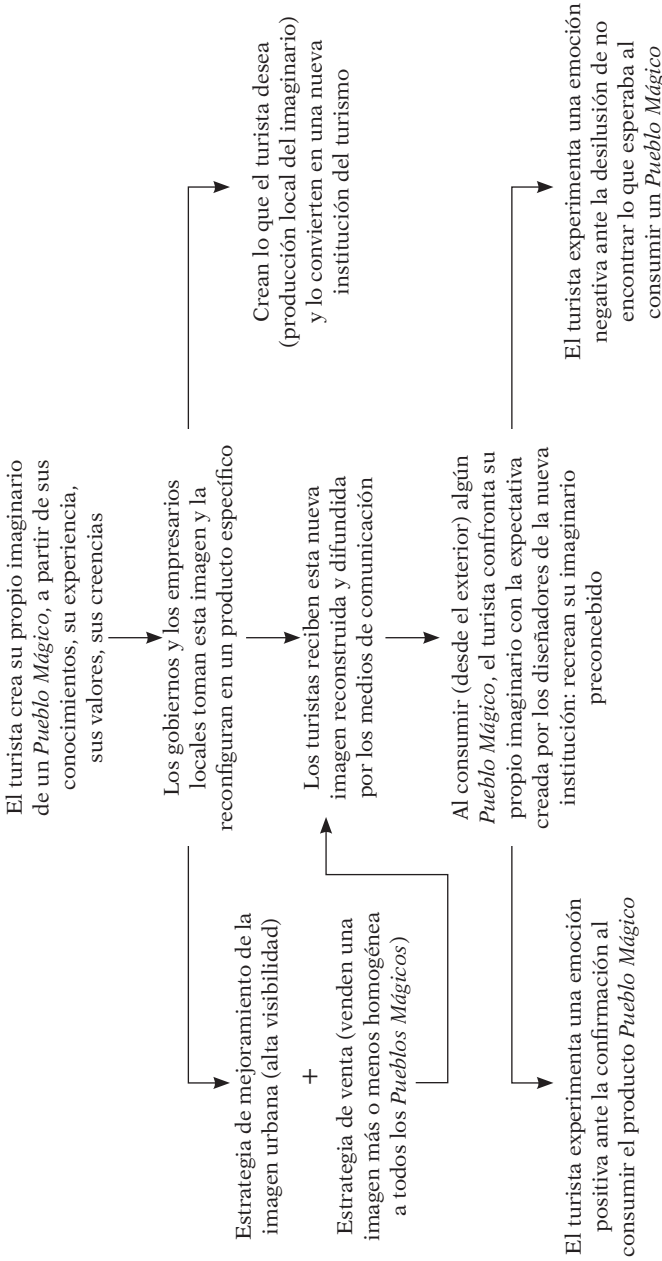 El turista crea su propio imaginario
de un Pueblo Mágico, a partir de sus
conocimientos, su experiencia,
sus valores, sus creencias
Los gobiernos y los empresarios
locales toman esta imagen y la
reconfiguran en un producto específico
Crean lo que el turista desea
(producción local del imaginario)
y lo convierten en una nueva
institución del turismo
Estrategia de mejoramiento de la
imagen urbana (alta visibilidad)
+
Estrategia de venta (venden una
imagen más o menos homogénea
a todos los Pueblos Mágicos)
Los turistas reciben esta nueva
imagen reconstruida y difundida
por los medios de comunicación
Al consumir (desde el exterior) algún
Pueblo Mágico, el turista confronta su
propio imaginario con la expectativa
creada por los diseñadores de la nueva
institución: recrean su imaginario
preconcebido
El turista experimenta una emoción
positiva ante la confirmación al
consumir el producto Pueblo Mágico
El turista experimenta una emoción
negativa ante la desilusión de no
encontrar lo que esperaba al
consumir un Pueblo Mágico